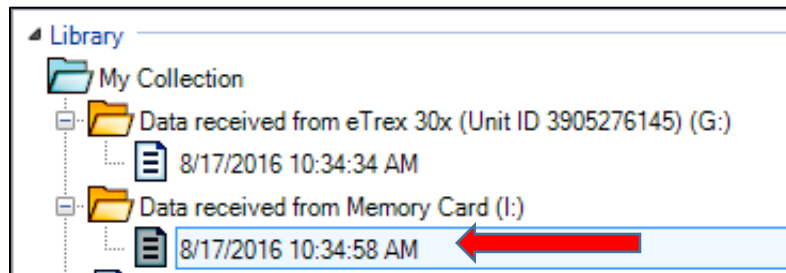 Library
My Collection
Data received from eTrex 30x (Unit ID 3905276145) (G:)
8/17/2016 10:34:34 AM
Data received from Memory Card (I:)
8/17/2016 10:34:58 AM